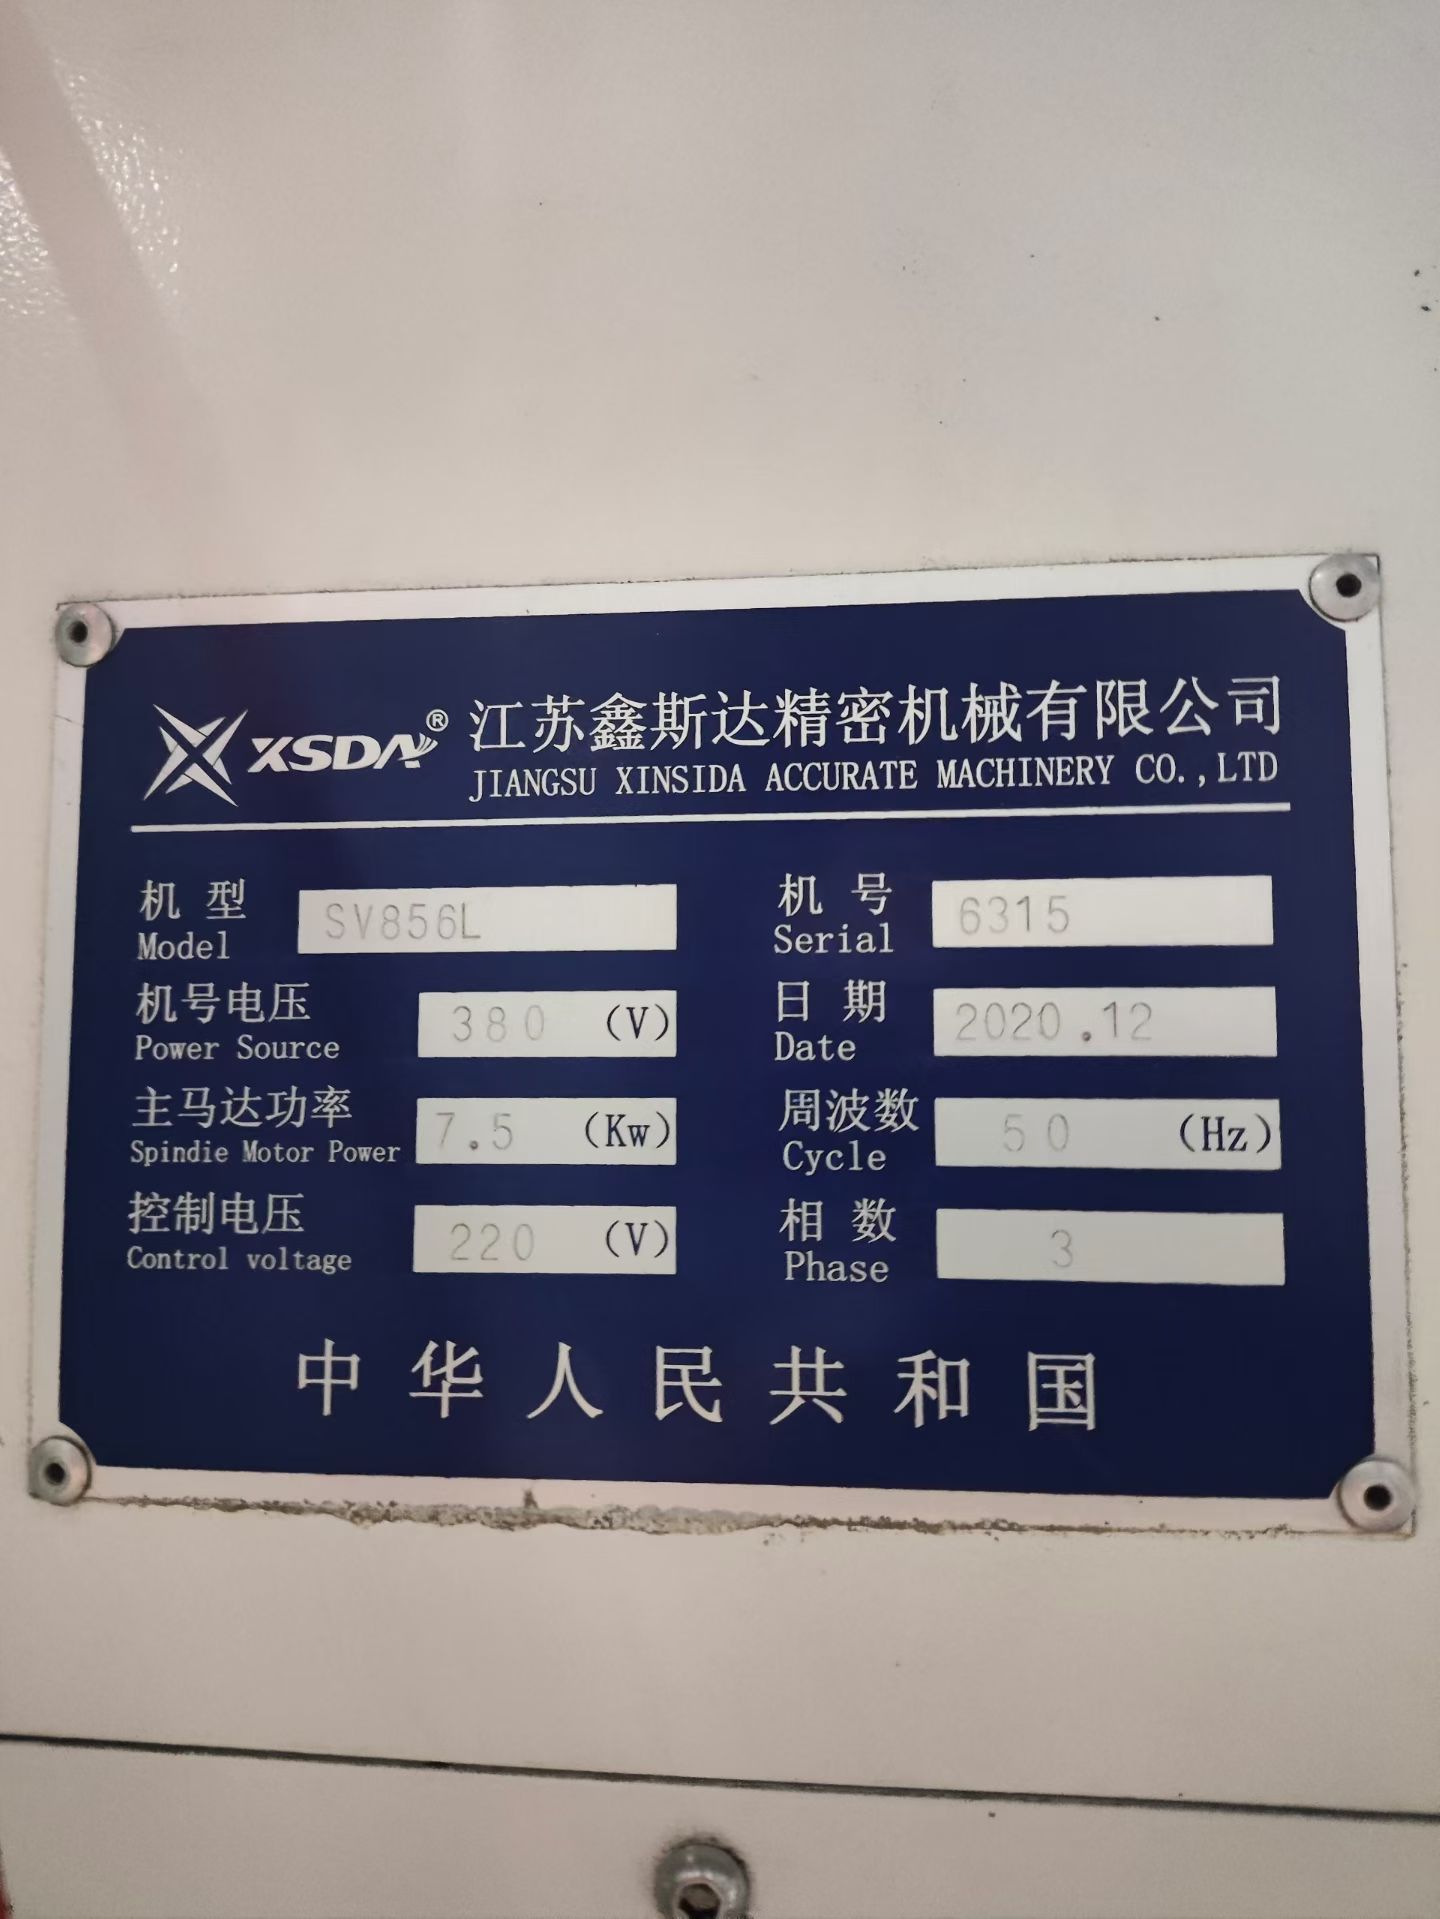 XSDA® 江苏鑫斯达精密机械有限公司
JIANGSU XINSIDA ACCURATE MACHINERY CO.,LTD
机 型 SV856L
Model
机 号 6315
Serial
机号电压 380 (V)
Power Source
日 期 2020.12
Date
主马达功率 7.5 (Kw)
Spindie Motor Power
周波数 50 (Hz)
Cycle
控制电压 220 (V)
Control voltage
相 数 3
Phase
中华人民共和国